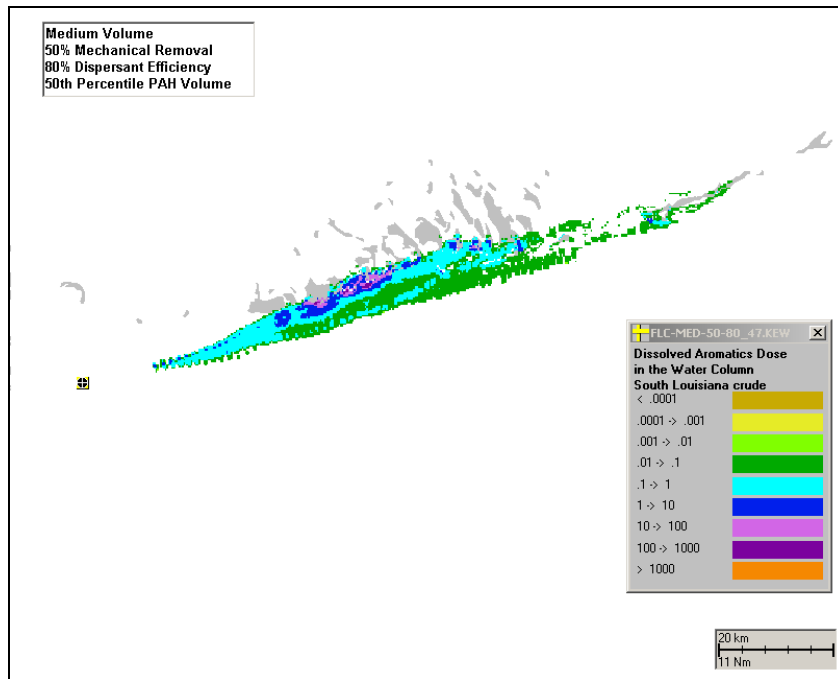 Medium Volume
50% Mechanical Removal
80% Dispersant Efficiency
50th Percentile PAH Volume
FLC-MED-50-80_47.KEW
Dissolved Aromatics Dose
in the Water Column
South Louisiana crude
< .0001
.0001 -> .001
.001 -> .01
.01 -> .1
.1 -> 1
1 -> 10
10 -> 100
100 -> 1000
> 1000
20 km
11 Nm